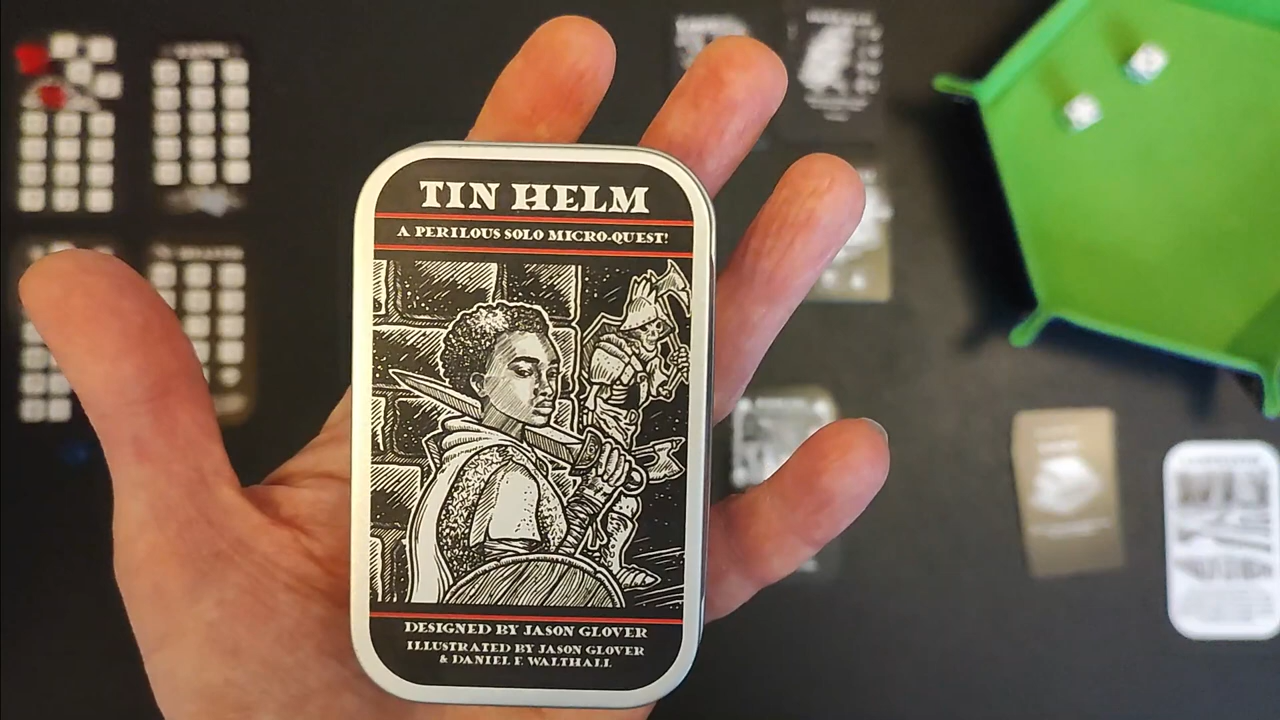 TIN HELM
A PERILOUS SOLO MICRO-QUEST!
DESIGNED BY JASON GLOVER
ILLUSTRATED BY JASON GLOVER
& DANIEL F. WALTHALL